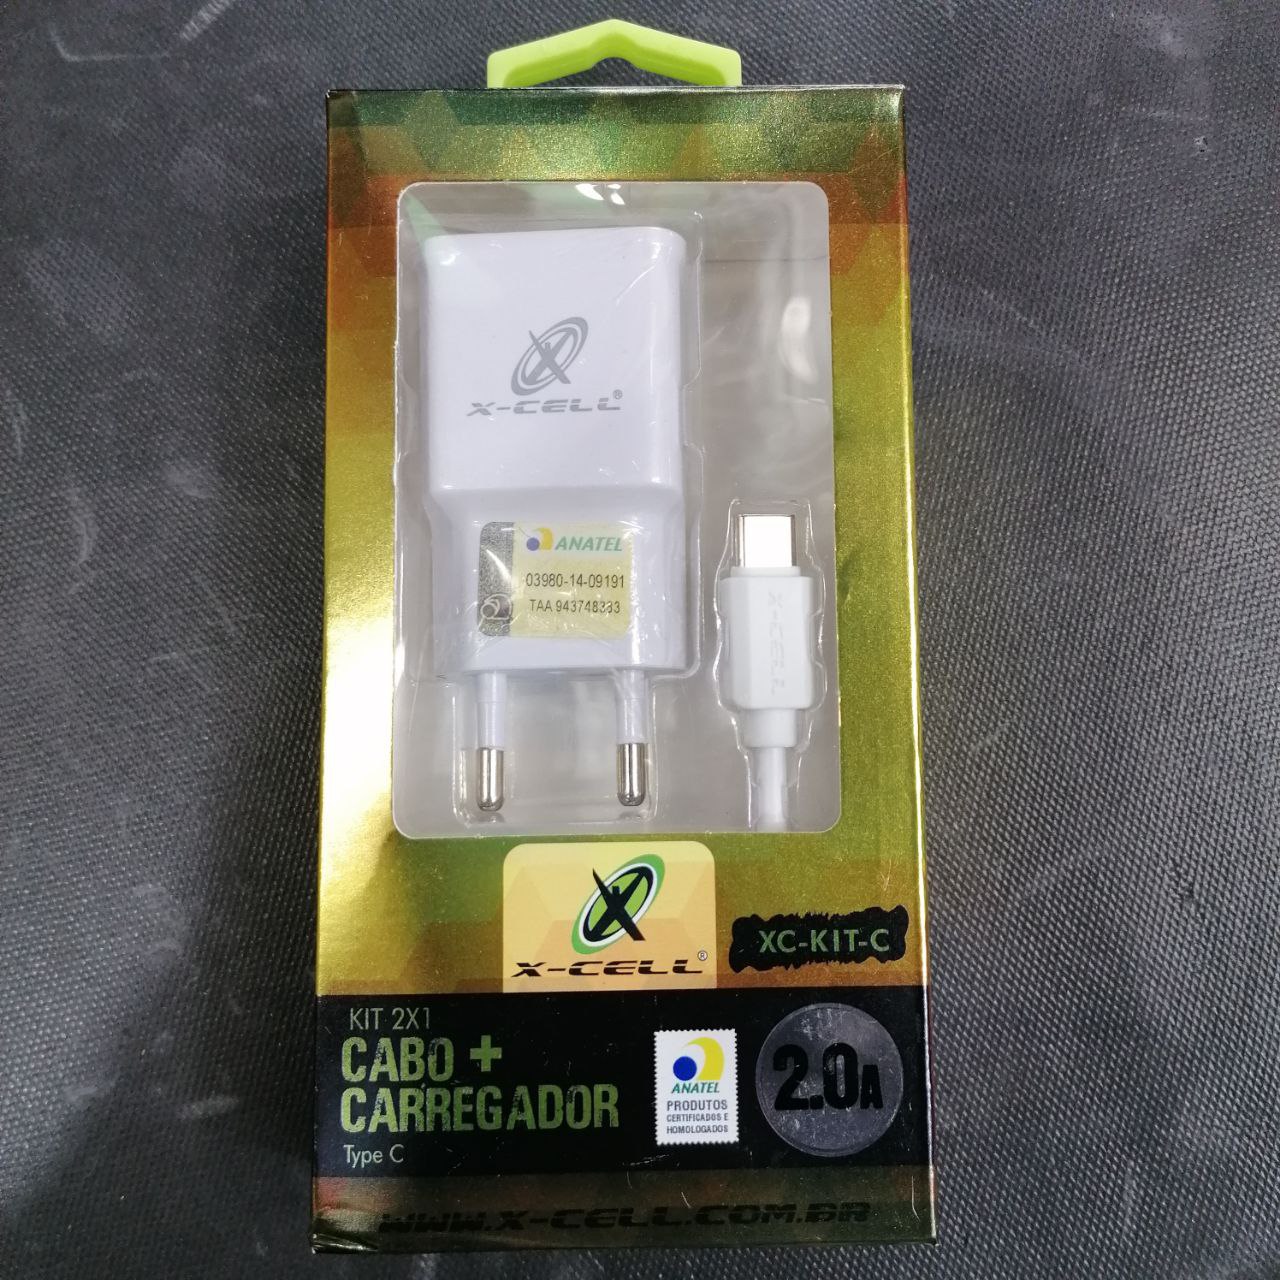 X-CELL®
ANATEL
03980-14-09191
TAA 943748333
X-CELL
X-CELL®
XC-KIT-C
KIT 2X1
CABO +
CARREGADOR
Type C
ANATEL
PRODUTOS
CERTIFICADOS E
HOMOLOGADOS
2.0A
WWW.X-CELL.COM.BR